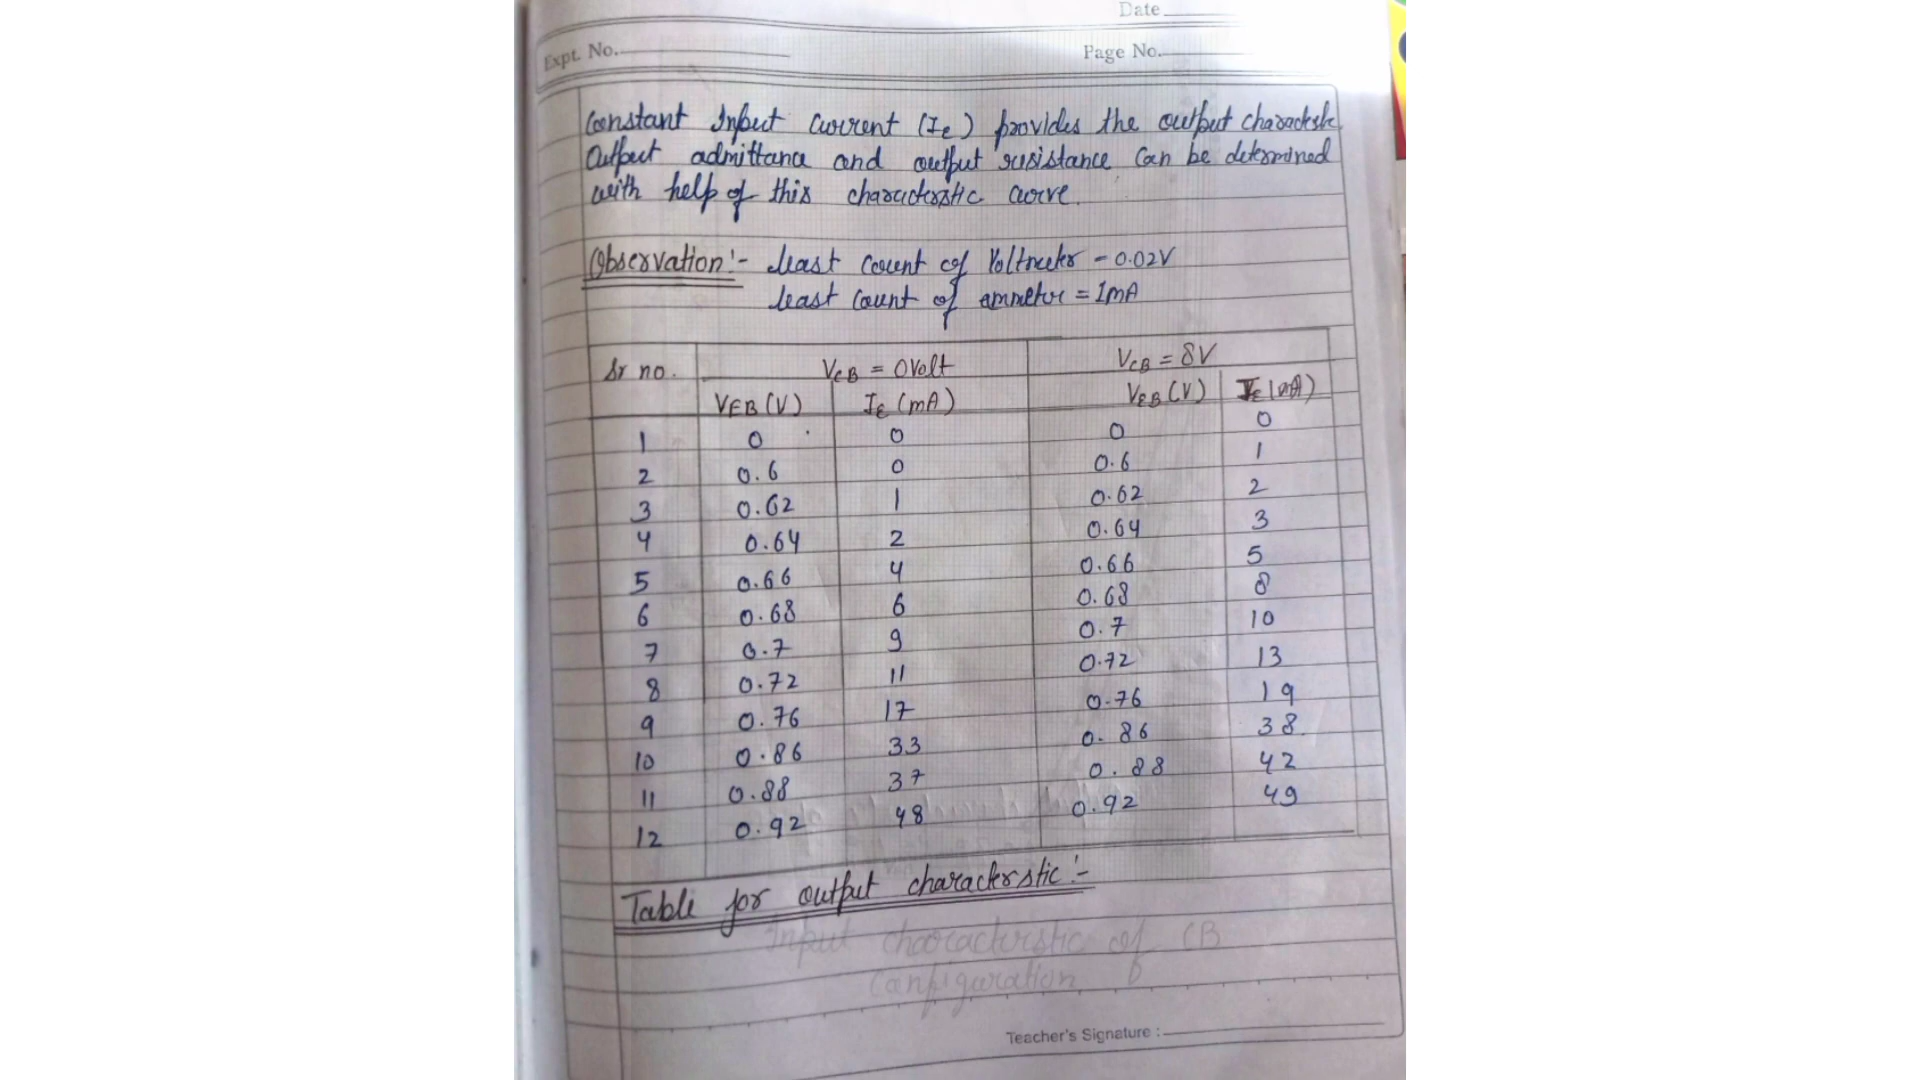 Date
Expt. No.
Page No.
Constant Input Current (Ie) provides the output
Output admittance and output resistance can be determined
with help of this characterstic curve.
Observation :- least count of Voltmeter - 0.02V
least count of ammeter = 1mA
Sr no. VCB = 0Volt VCB = 8V
VEB (V) IE (mA) VEB (V) IE (mA)
1 0 0 0 0
2 0.6 0 0.6 1
3 0.62 1 0.62 2
4 0.64 2 0.64 3
5 0.66 4 0.66 5
6 0.68 6 0.68 8
7 0.7 9 0.7 10
8 0.72 11 0.72 13
9 0.76 17 0.76 19
10 0.86 33 0.86 38
11 0.88 37 0.88 42
12 0.92 48 0.92 49
Table for output characterstic :-
Input characterstic of CB
Configuration
Teacher's Signature :